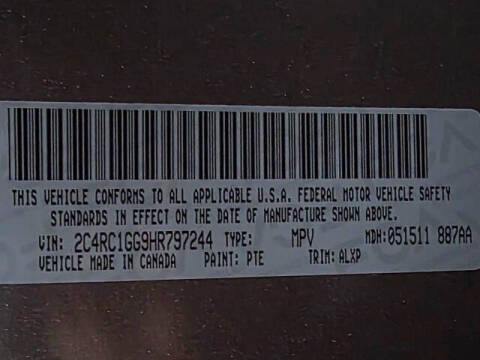 THIS VEHICLE CONFORMS TO ALL APPLICABLE U.S.A. FEDERAL MOTOR VEHICLE SAFETY
STANDARDS IN EFFECT ON THE DATE OF MANUFACTURE SHOWN ABOVE.
VIN: 2C4RC1GG9HR797244 TYPE: MPV MDH:051511 887AA
VEHICLE MADE IN CANADA PAINT: PTE TRIM: ALXP